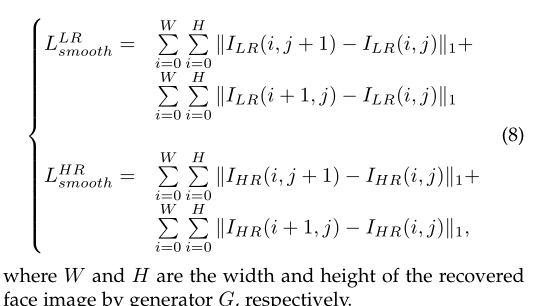 L^{LR}_{smooth} = \sum_{i=0}^{W} \sum_{i=0}^{H} \|I_{LR}(i, j + 1) − I_{LR}(i, j)\|_1+
\sum_{i=0}^{W} \sum_{i=0}^{H} \|I_{LR}(i + 1, j) − I_{LR}(i, j)\|_1
(8)
L^{HR}_{smooth} = \sum_{i=0}^{W} \sum_{i=0}^{H} \|I_{HR}(i, j + 1) − I_{HR}(i, j)\|_1+
\sum_{i=0}^{W} \sum_{i=0}^{H} \|I_{HR}(i + 1, j) − I_{HR}(i, j)\|_1,
where W and H are the width and height of the recovered
face image by generator G, respectively.